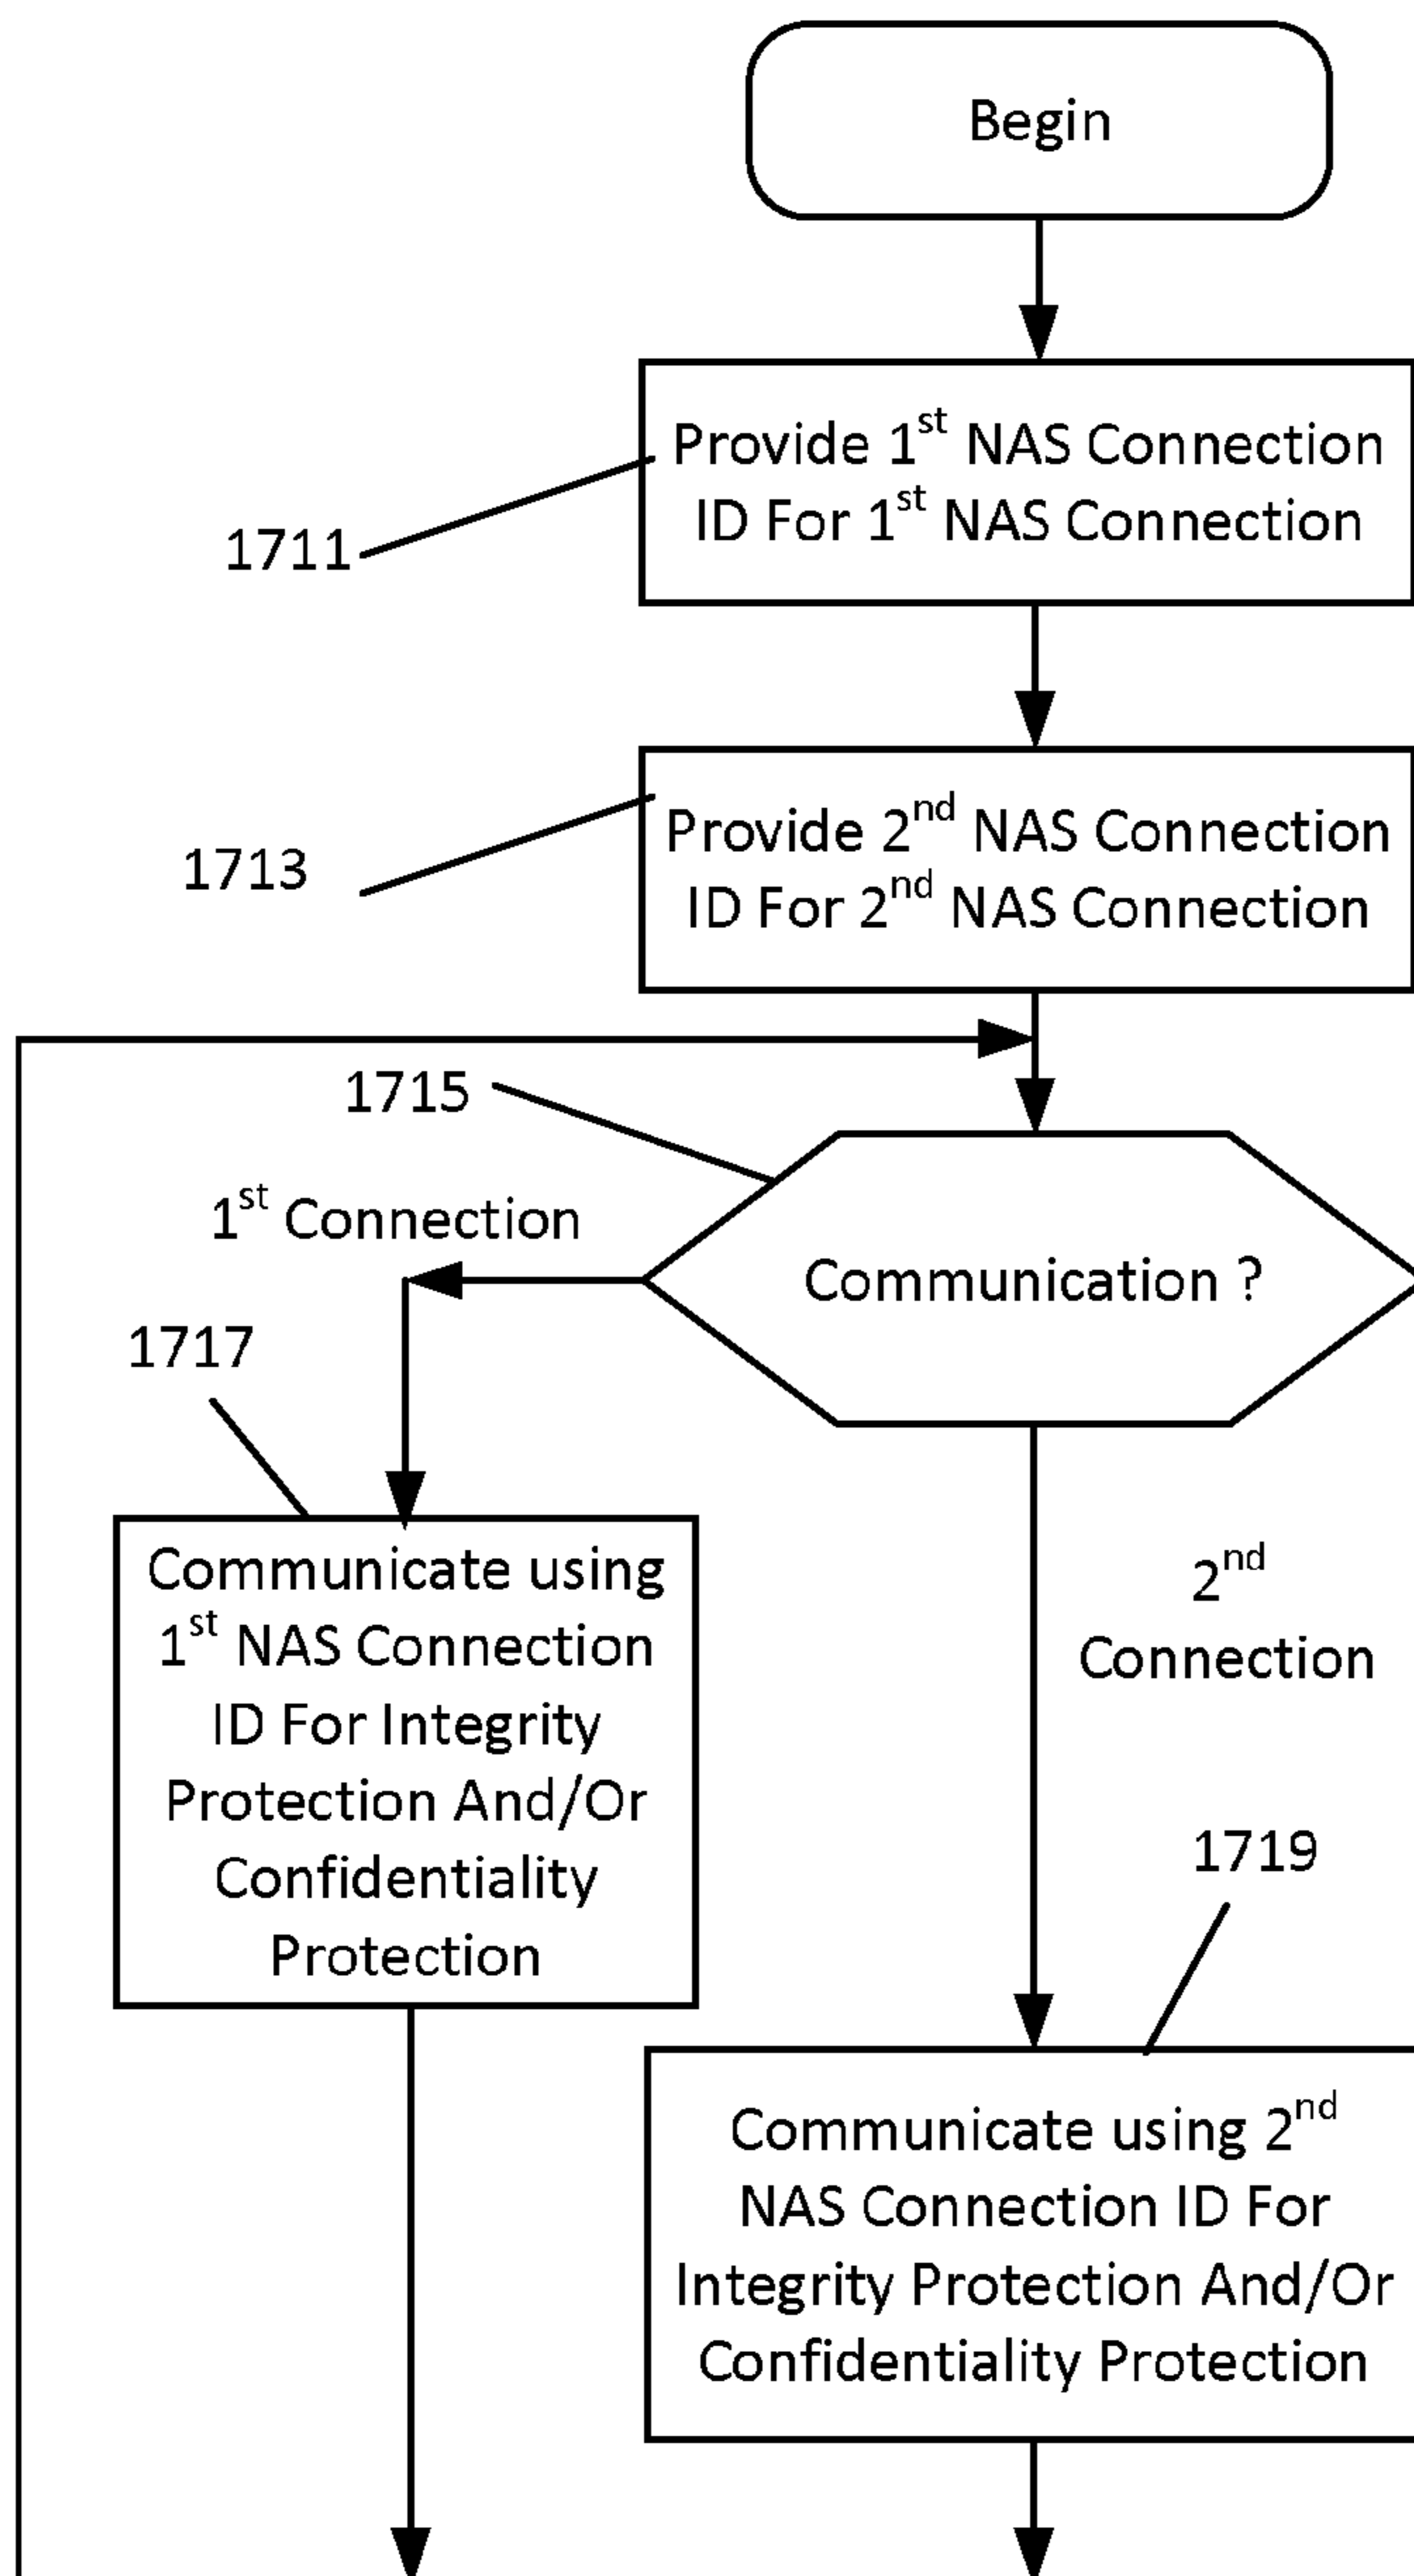 Begin
Provide 1st NAS Connection
ID For 1st NAS Connection
1711
Provide 2nd NAS Connection
ID For 2nd NAS Connection
1713
1715
1st Connection
Communication ?
1717
Communicate using
1st NAS Connection
ID For Integrity
Protection And/Or
Confidentiality
Protection
2nd
Connection
1719
Communicate using 2nd
NAS Connection ID For
Integrity Protection And/Or
Confidentiality Protection